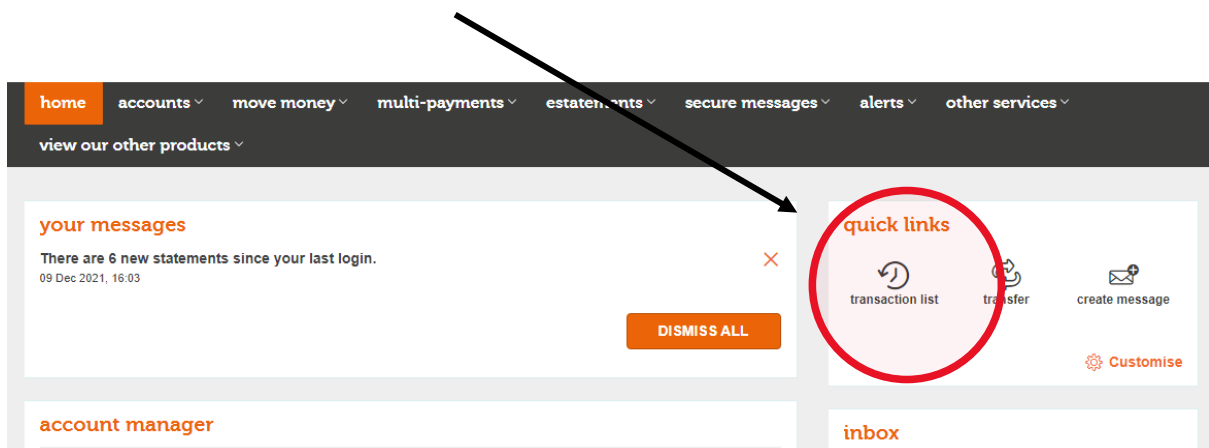 home accounts move money multi-payments estatements secure messages alerts other services
view our other products
your messages
There are 6 new statements since your last login.
09 Dec 2021, 16:03
DISMISS ALL
quick links
transaction list transfer create message
Customise
account manager
inbox